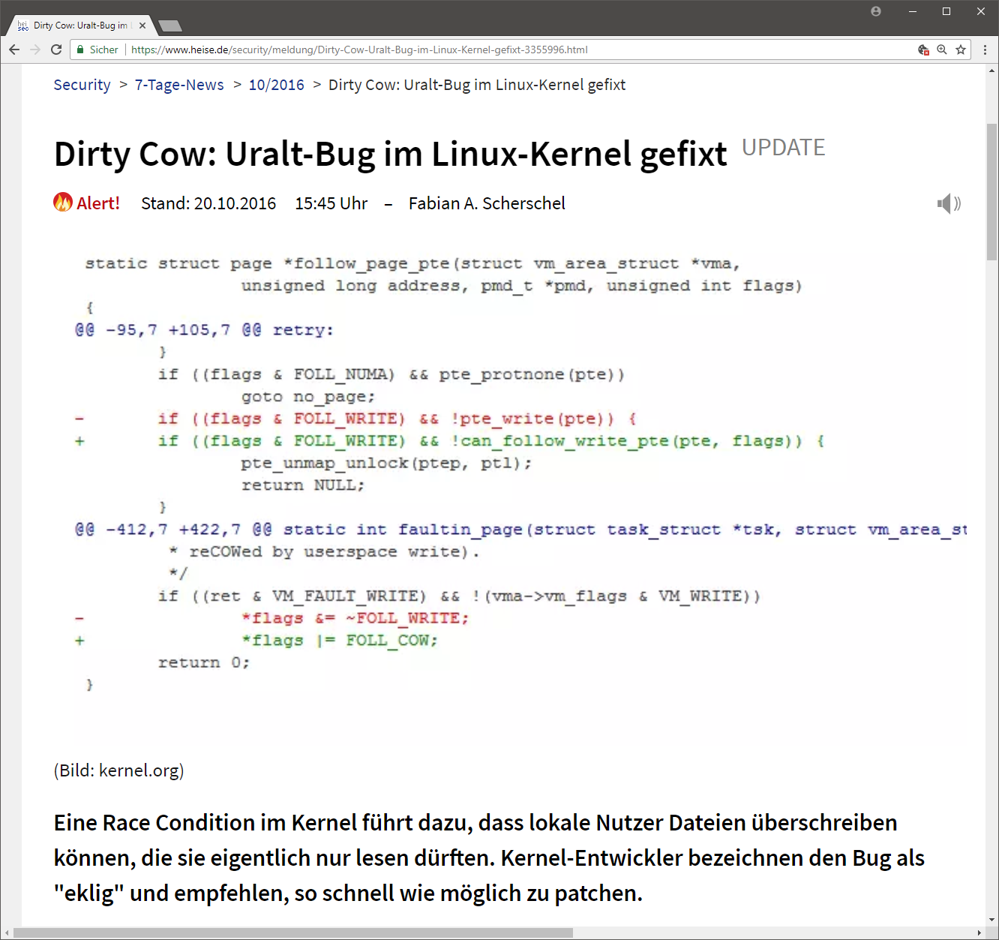 hei
sec
Dirty Cow: Uralt-Bug im
Sicher
https://www.heise.de/security/meldung/Dirty-Cow-Uralt-Bug-im-Linux-Kernel-gefixt-3355996.html
Security > 7-Tage-News > 10/2016 > Dirty Cow: Uralt-Bug im Linux-Kernel gefixt
Dirty Cow: Uralt-Bug im Linux-Kernel gefixt UPDATE
Alert! Stand: 20.10.2016 15:45 Uhr – Fabian A. Scherschel
static struct page *follow_page_pte(struct vm_area_struct *vma,
unsigned long address, pmd_t *pmd, unsigned int flags)
{
@@ -95,7 +105,7 @@ retry:
}
if ((flags & FOLL_NUMA) && pte_protnone(pte))
goto no_page;
- if ((flags & FOLL_WRITE) && !pte_write(pte)) {
+ if ((flags & FOLL_WRITE) && !can_follow_write_pte(pte, flags)) {
pte_unmap_unlock(ptep, ptl);
return NULL;
}
@@ -412,7 +422,7 @@ static int faultin_page(struct task_struct *tsk, struct vm_area_st
* reCOWed by userspace write).
*/
if ((ret & VM_FAULT_WRITE) && !(vma->vm_flags & VM_WRITE))
- *flags &= ~FOLL_WRITE;
+ *flags |= FOLL_COW;
return 0;
}
(Bild: kernel.org)
Eine Race Condition im Kernel führt dazu, dass lokale Nutzer Dateien überschreiben
können, die sie eigentlich nur lesen dürften. Kernel-Entwickler bezeichnen den Bug als
"eklig" und empfehlen, so schnell wie möglich zu patchen.